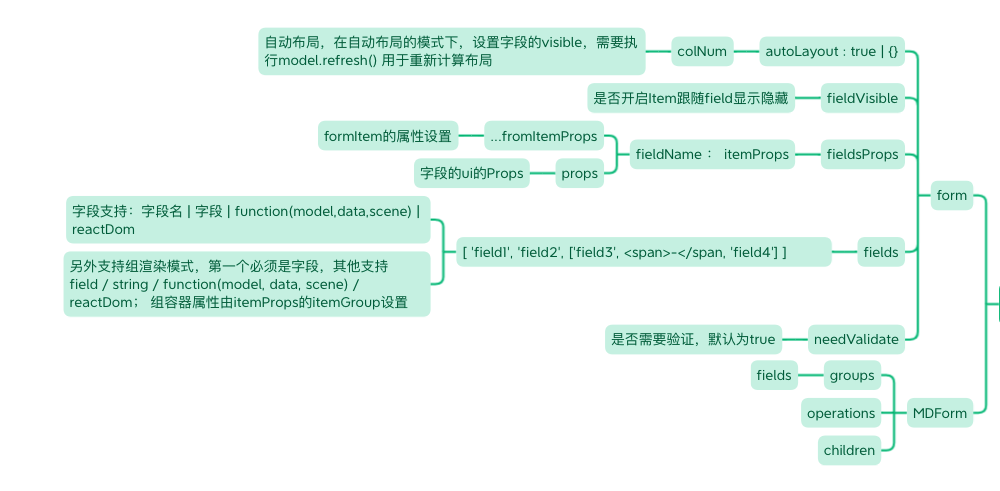 自动布局，在自动布局的模式下，设置字段的visible，需要执
行model.refresh() 用于重新计算布局
colNum
autoLayout : true | {}
是否开启Item跟随field显示隐藏
fieldVisible
formItem的属性设置
...fromItemProps
字段的ui的Props
props
fieldName： itemProps
fieldsProps
form
字段支持：字段名 | 字段 | function(model,data,scene) |
reactDom
另外支持组渲染模式，第一个必须是字段，其他支持
field / string / function(model, data, scene) /
reactDom； 组容器属性由itemProps的itemGroup设置
[ 'field1', 'field2', ['field3', <span>-</span, 'field4'] ]
fields
是否需要验证，默认为true
needValidate
fields
groups
operations
MDForm
children